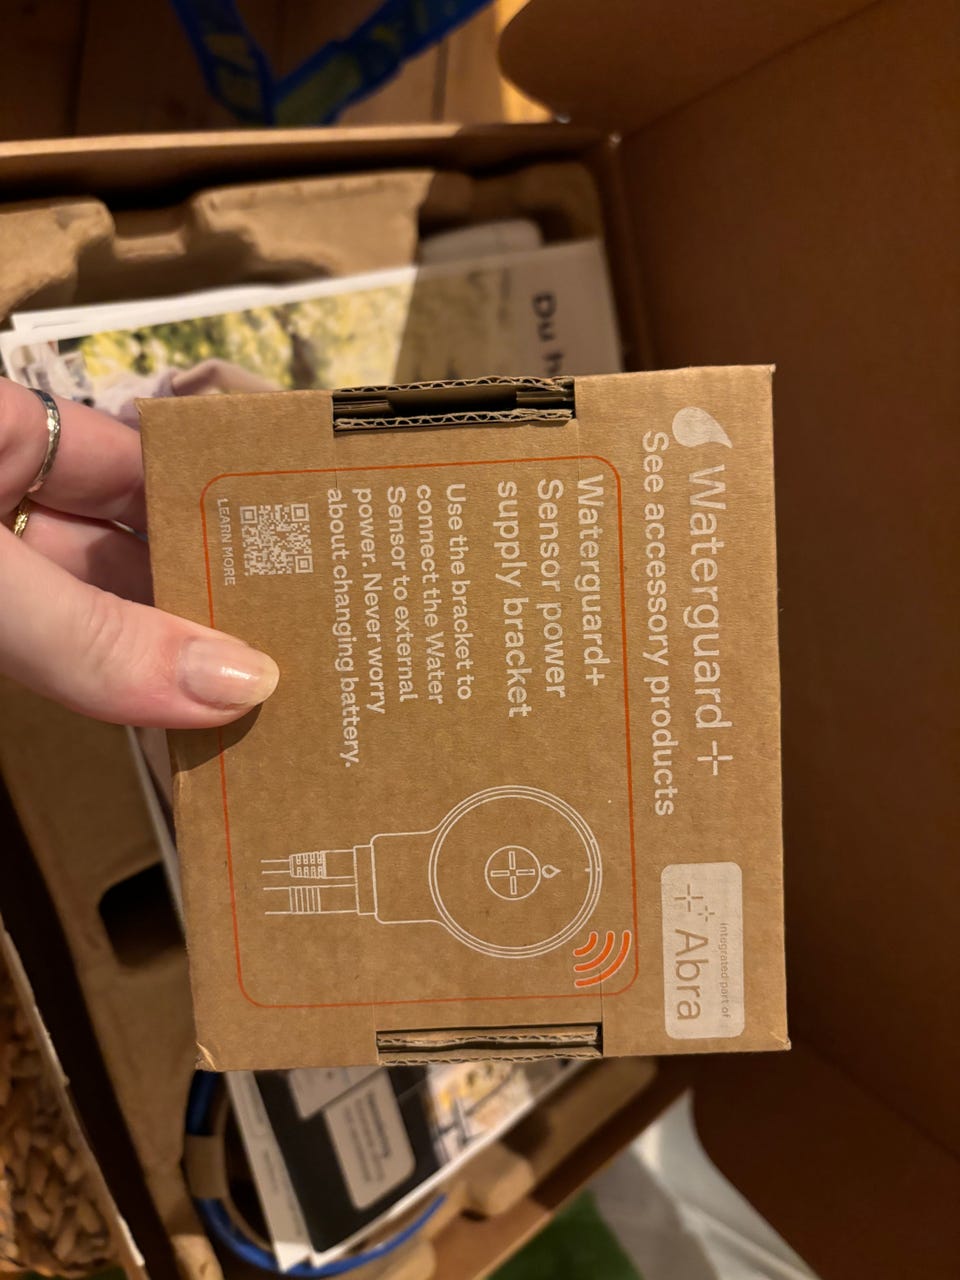 Waterguard +
See accessory products
Waterguard+
Sensor power
supply bracket
Use the bracket to
connect the Water
Sensor to external
power. Never worry
about changing battery.
LEARN MORE
Integrated part of
Abra
Du h